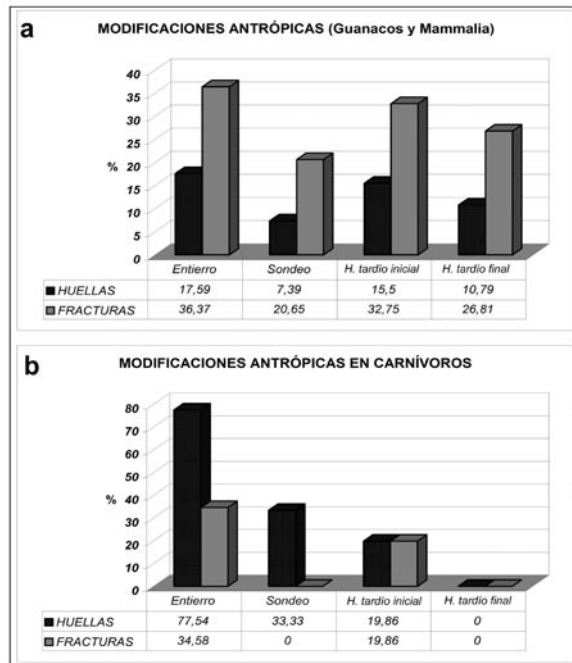 a
MODIFICACIONES ANTRÓPICAS (Guanacos y Mammalia)
40
35
30
25
%
20
15
10
5
0
Entierro Sondeo H. tardío inicial H. tardío final
HUELLAS 17,59 7,39 15,5 10,79
FRACTURAS 36,37 20,65 32,75 26,81
b
MODIFICACIONES ANTRÓPICAS EN CARNÍVOROS
80
70
60
50
%
40
30
20
10
0
Entierro Sondeo H. tardío inicial H. tardío final
HUELLAS 77,54 33,33 19,86 0
FRACTURAS 34,58 0 19,86 0